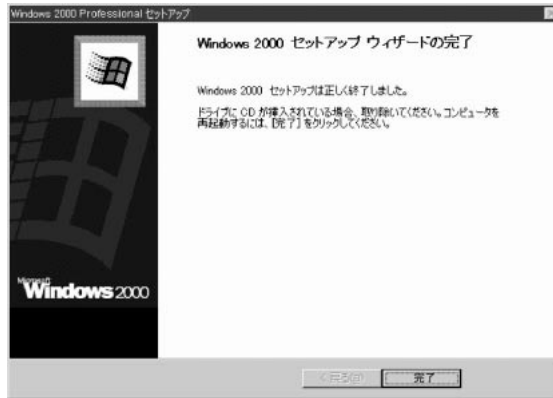 Windows 2000 Professional セットアップ
Windows 2000 セットアップ ウィザードの完了
Windows 2000 セットアップは正しく終了しました。
ドライブに CD が挿入されている場合、取り除いてください。コンピュータを
再起動するには、[完了] をクリックしてください。
Microsoft
Windows 2000
< 戻る(B)
完了